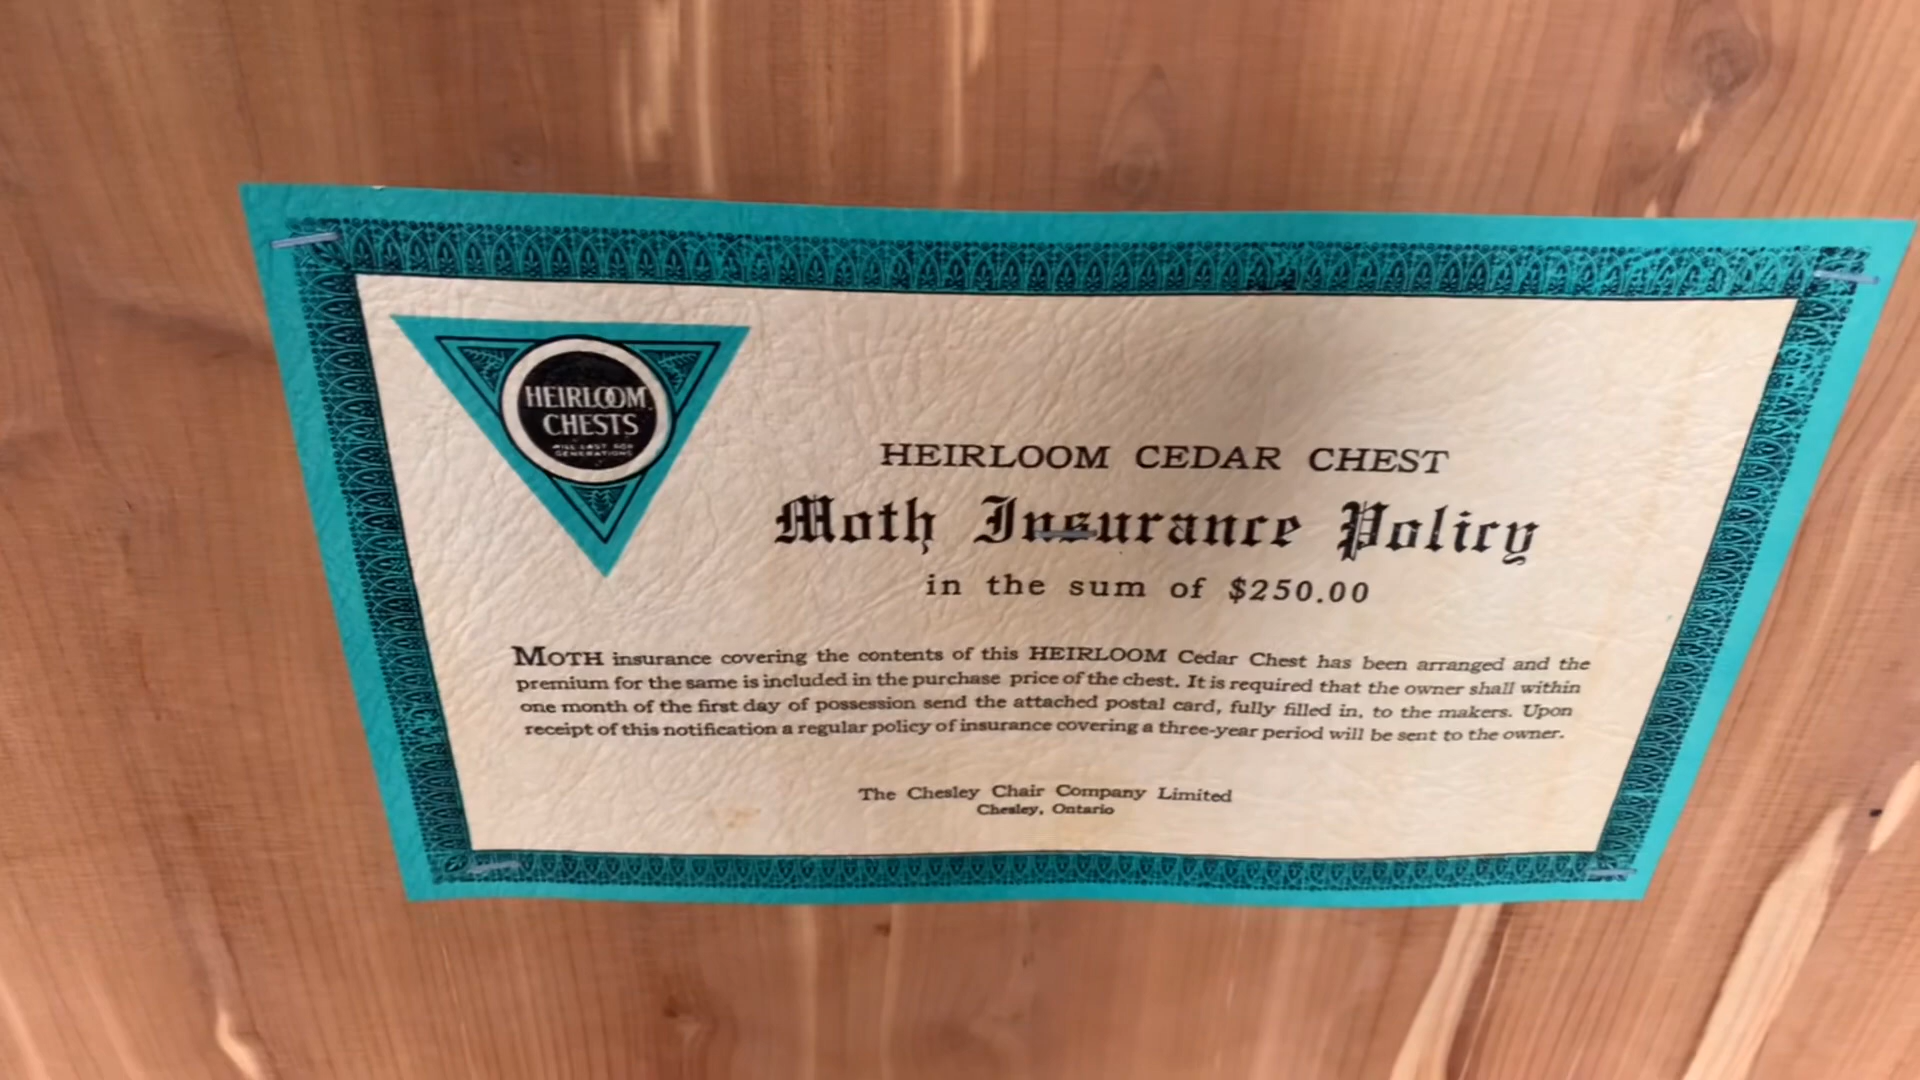 HEIRLOOM
CHESTS
WILL LAST FOR
GENERATIONS
HEIRLOOM CEDAR CHEST
Moth Insurance Policy
in the sum of $250.00
MOTH insurance covering the contents of this HEIRLOOM Cedar Chest has been arranged and the
premium for the same is included in the purchase price of the chest. It is required that the owner shall within
one month of the first day of possession send the attached postal card, fully filled in, to the makers. Upon
receipt of this notification a regular policy of insurance covering a three-year period will be sent to the owner.
The Chesley Chair Company Limited
Chesley, Ontario